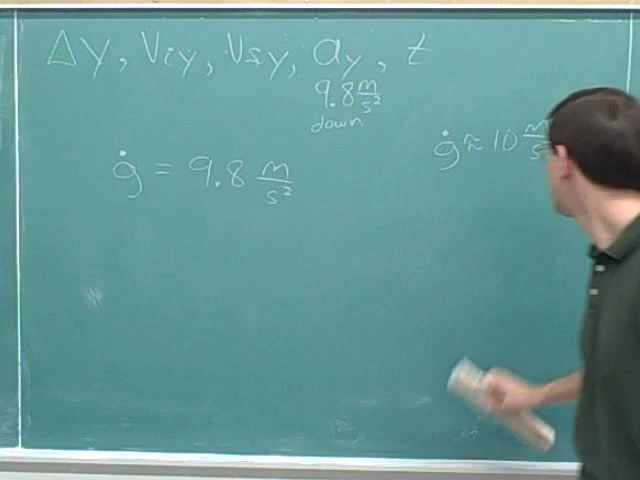 Δy, Viy, Vfy, ay, t
9.8 m/s²
down
ġ = 9.8 m/s²
ġ ≈ 10 m/s